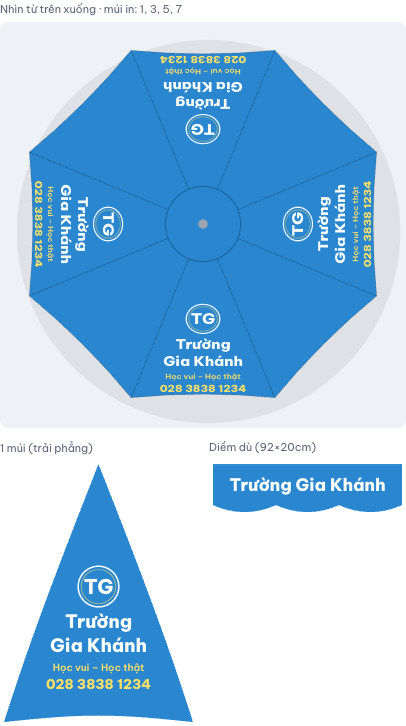 Nhìn từ trên xuống · múi in: 1, 3, 5, 7
028 3838 1234
Học vui – Học thật
Gia Khánh
Trường
TG
TG
Trường
Gia Khánh
Học vui – Học thật
028 3838 1234
TG
Trường
Gia Khánh
Học vui – Học thật
028 3838 1234
TG
Trường
Gia Khánh
Học vui – Học thật
028 3838 1234
1 múi (trải phẳng)
Diềm dù (92×20cm)
Trường Gia Khánh
TG
Trường
Gia Khánh
Học vui – Học thật
028 3838 1234